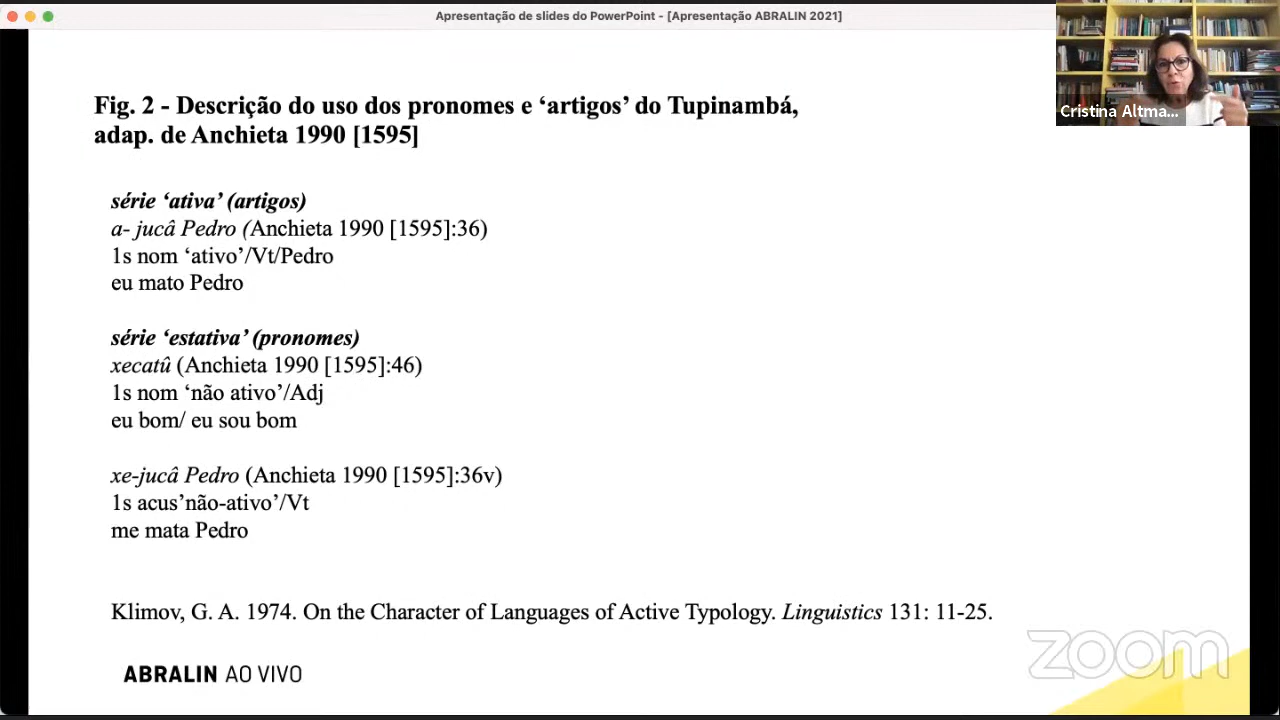 Apresentação de slides do PowerPoint - [Apresentação ABRALIN 2021]
Cristina Altma...
Fig. 2 - Descrição do uso dos pronomes e ‘artigos’ do Tupinambá,
adap. de Anchieta 1990 [1595]
série ‘ativa’ (artigos)
a- jucâ Pedro (Anchieta 1990 [1595]:36)
1s nom ‘ativo’/Vt/Pedro
eu mato Pedro
série ‘estativa’ (pronomes)
xecatû (Anchieta 1990 [1595]:46)
1s nom ‘não ativo’/Adj
eu bom/ eu sou bom
xe-jucâ Pedro (Anchieta 1990 [1595]:36v)
1s acus’não-ativo’/Vt
me mata Pedro
Klimov, G. A. 1974. On the Character of Languages of Active Typology. Linguistics 131: 11-25.
ABRALIN AO VIVO
zoom